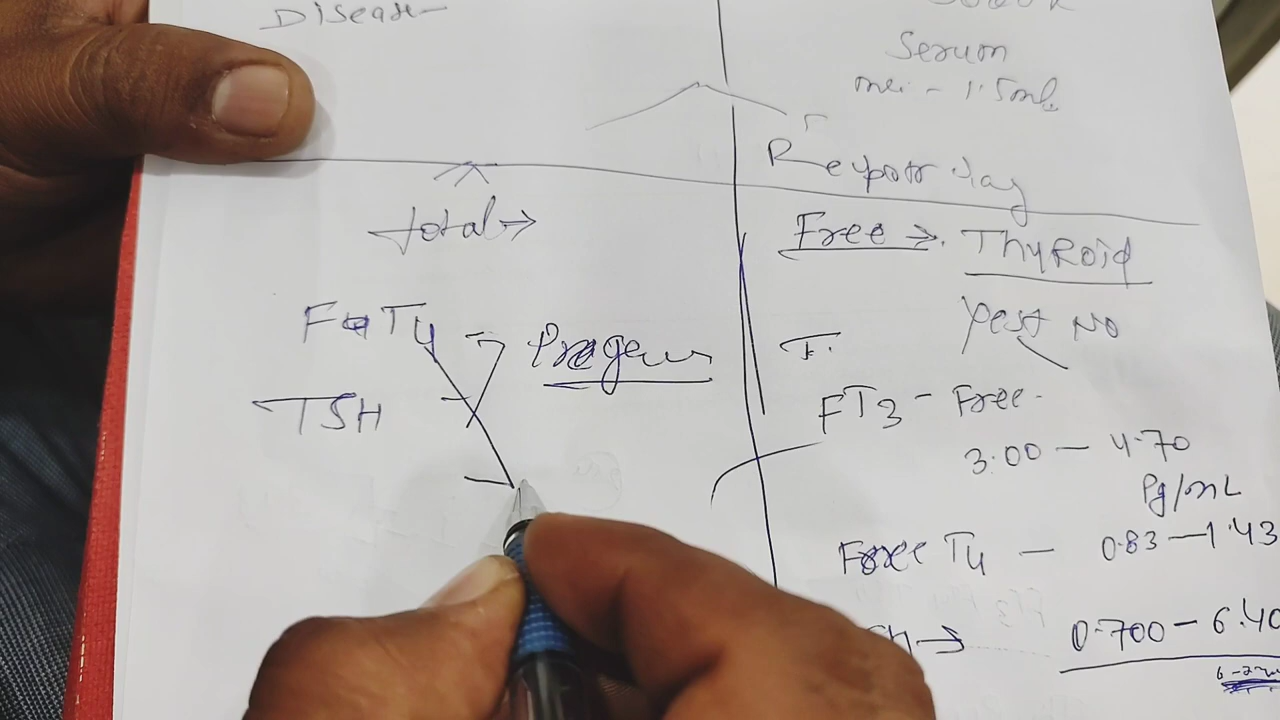 Disease
Serum
1.5ml
Report day
total →
Free → Thyroid
Yest No
FT4
TSH
T.
FT3 - Free
3.00 - 4.70
Pg/mL
Free T4 - 0.83-1.43
→ 0.700-6.40